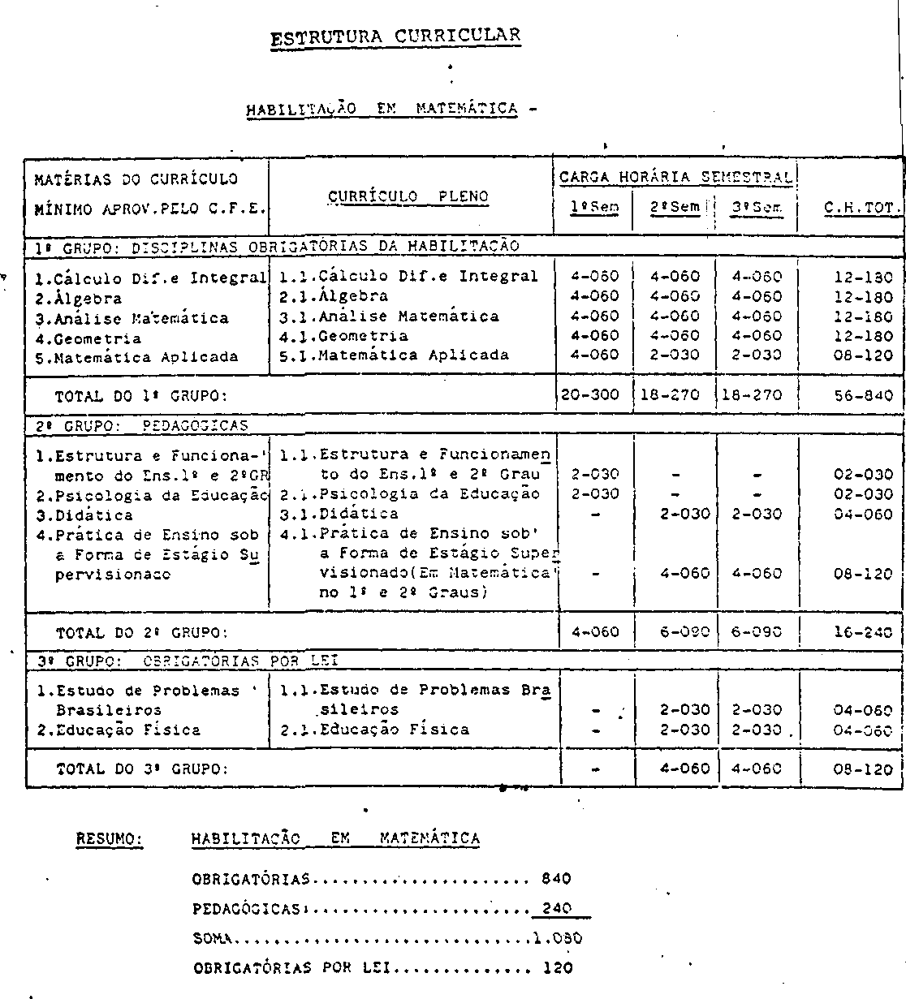 ESTRUTURA CURRICULAR
HABILITAÇÃO EM MATEMÁTICA -
MATÉRIAS DO CURRÍCULO
MÍNIMO APROV.PELO C.F.E.
CURRÍCULO PLENO
CARGA HORÁRIA SEMESTRAL
1ºSem 2ºSem 3ºSem C.H.TOT.
1º GRUPO: DISCIPLINAS OBRIGATÓRIAS DA HABILITAÇÃO
1.Cálculo Dif.e Integral 1.1.Cálculo Dif.e Integral 4-060 4-060 4-060 12-180
2.Álgebra 2.1.Álgebra 4-060 4-060 4-060 12-180
3.Análise Matemática 3.1.Análise Matemática 4-060 4-060 4-060 12-180
4.Geometria 4.1.Geometria 4-060 4-060 4-060 12-180
5.Matemática Aplicada 5.1.Matemática Aplicada 4-060 2-030 2-030 08-120
TOTAL DO 1º GRUPO: 20-300 18-270 18-270 56-840
2º GRUPO: PEDAGÓGICAS
1.Estrutura e Funciona-' 1.1.Estrutura e Funcionamen
mento do Ens.1º e 2ºGR to do Ens.1º e 2º Grau 2-030 - - 02-030
2.Psicologia da Educação 2.1.Psicologia da Educação 2-030 - - 02-030
3.Didática 3.1.Didática - 2-030 2-030 04-060
4.Prática de Ensino sob 4.1.Prática de Ensino sob'
a Forma de Estágio Su a Forma de Estágio Super
pervisionado visionado(Em Matemática' - 4-060 4-060 08-120
no 1º e 2º Graus)
TOTAL DO 2º GRUPO: 4-060 6-090 6-090 16-240
3º GRUPO: OBRIGATÓRIAS POR LEI
1.Estudo de Problemas ' 1.1.Estudo de Problemas Bra
Brasileiros sileiros - 2-030 2-030 04-060
2.Educação Física 2.1.Educação Física - 2-030 2-030 04-060
TOTAL DO 3º GRUPO: - 4-060 4-060 08-120
RESUMO: HABILITAÇÃO EM MATEMÁTICA
OBRIGATÓRIAS...................... 840
PEDAGÓGICAS:...................... 240
SOMA..............................1.080
OBRIGATÓRIAS POR LEI.............. 120